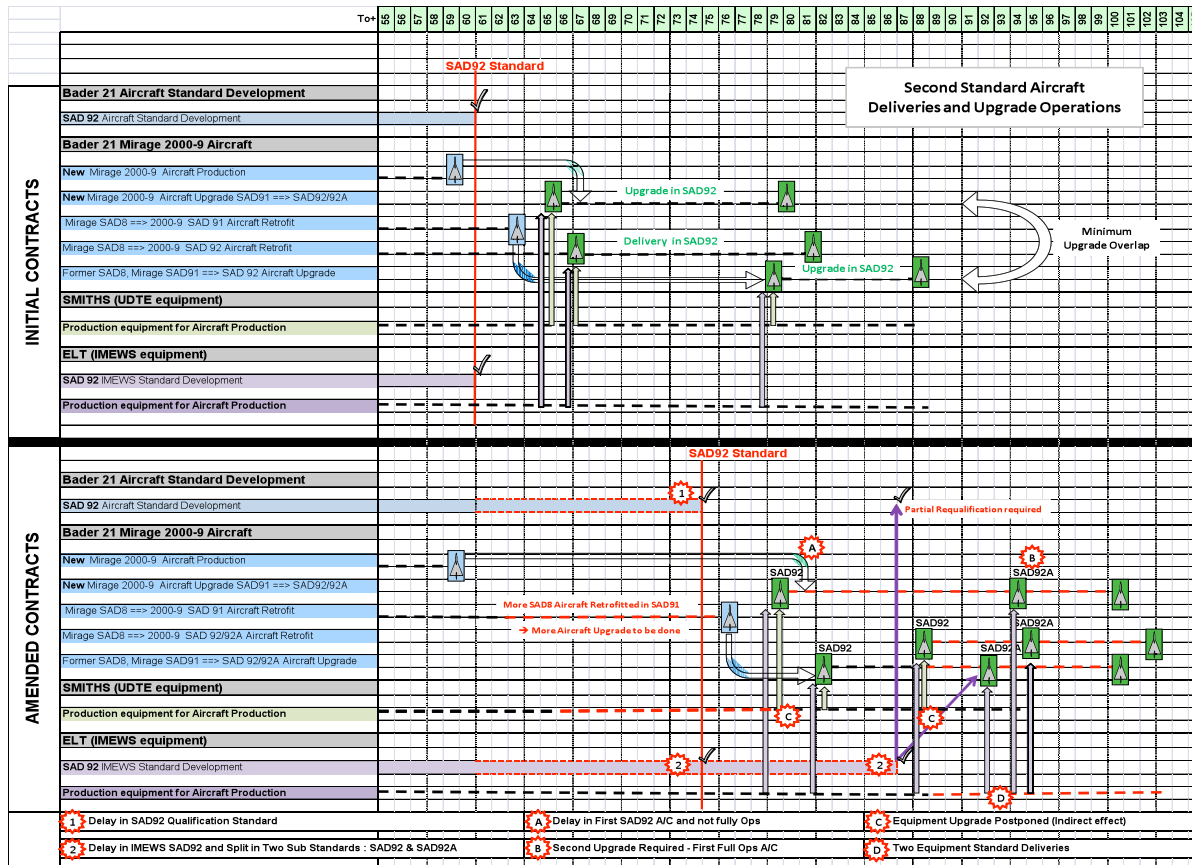 To+ 55 56 57 58 59 60 61 62 63 64 65 66 67 68 69 70 71 72 73 74 75 76 77 78 79 80 81 82 83 84 85 86 87 88 89 90 91 92 93 94 95 96 97 98 99 100 101 102 103 104
SAD92 Standard
Second Standard Aircraft
Deliveries and Upgrade Operations
INITIAL CONTRACTS
Bader 21 Aircraft Standard Development
SAD 92 Aircraft Standard Development
Bader 21 Mirage 2000-9 Aircraft
New Mirage 2000-9 Aircraft Production
New Mirage 2000-9 Aircraft Upgrade SAD91 ==> SAD92/92A
Upgrade in SAD92
Mirage SAD8 ==> 2000-9 SAD 91 Aircraft Retrofit
Minimum
Upgrade Overlap
Mirage SAD8 ==> 2000-9 SAD 92 Aircraft Retrofit
Delivery in SAD92
Former SAD8, Mirage SAD91 ==> SAD 92 Aircraft Upgrade
Upgrade in SAD92
SMITHS (UDTE equipment)
Production equipment for Aircraft Production
ELT (IMEWS equipment)
SAD 92 IMEWS Standard Development
Production equipment for Aircraft Production
SAD92 Standard
AMENDED CONTRACTS
Bader 21 Aircraft Standard Development
1
SAD 92 Aircraft Standard Development
Partial Requalification required
Bader 21 Mirage 2000-9 Aircraft
A
B
New Mirage 2000-9 Aircraft Production
SAD92
SAD92A
New Mirage 2000-9 Aircraft Upgrade SAD91 ==> SAD92/92A
Mirage SAD8 ==> 2000-9 SAD 91 Aircraft Retrofit
More SAD8 Aircraft Retrofitted in SAD91
→ More Aircraft Upgrade to be done
SAD92
SAD92A
Mirage SAD8 ==> 2000-9 SAD 92/92A Aircraft Retrofit
SAD92
SAD92A
Former SAD8, Mirage SAD91 ==> SAD 92/92A Aircraft Upgrade
SMITHS (UDTE equipment)
Production equipment for Aircraft Production
C
C
ELT (IMEWS equipment)
SAD 92 IMEWS Standard Development
2
2
Production equipment for Aircraft Production
D
1 Delay in SAD92 Qualification Standard
A Delay in First SAD92 A/C and not fully Ops
C Equipment Upgrade Postponed (Indirect effect)
2 Delay in IMEWS SAD92 and Split in Two Sub Standards : SAD92 & SAD92A
B Second Upgrade Required - First Full Ops A/C
D Two Equipment Standard Deliveries